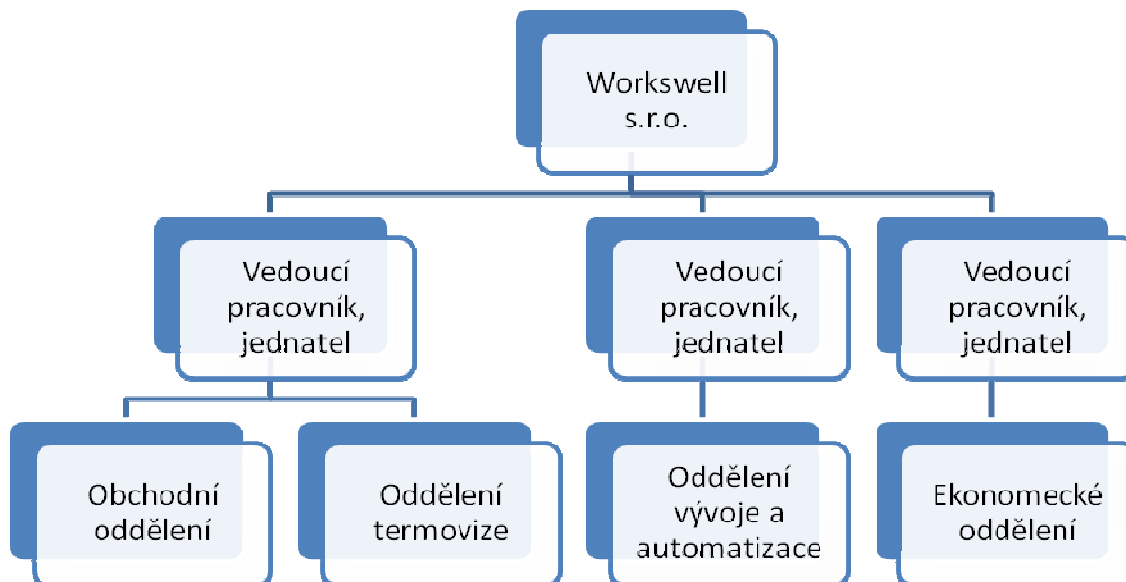 Workswell
s.r.o.
Vedoucí
pracovník,
jednatel
Vedoucí
pracovník,
jednatel
Vedoucí
pracovník,
jednatel
Obchodní
oddělení
Oddělení
termovize
Oddělení
vývoje a
automatizace
Ekonomecké
oddělení